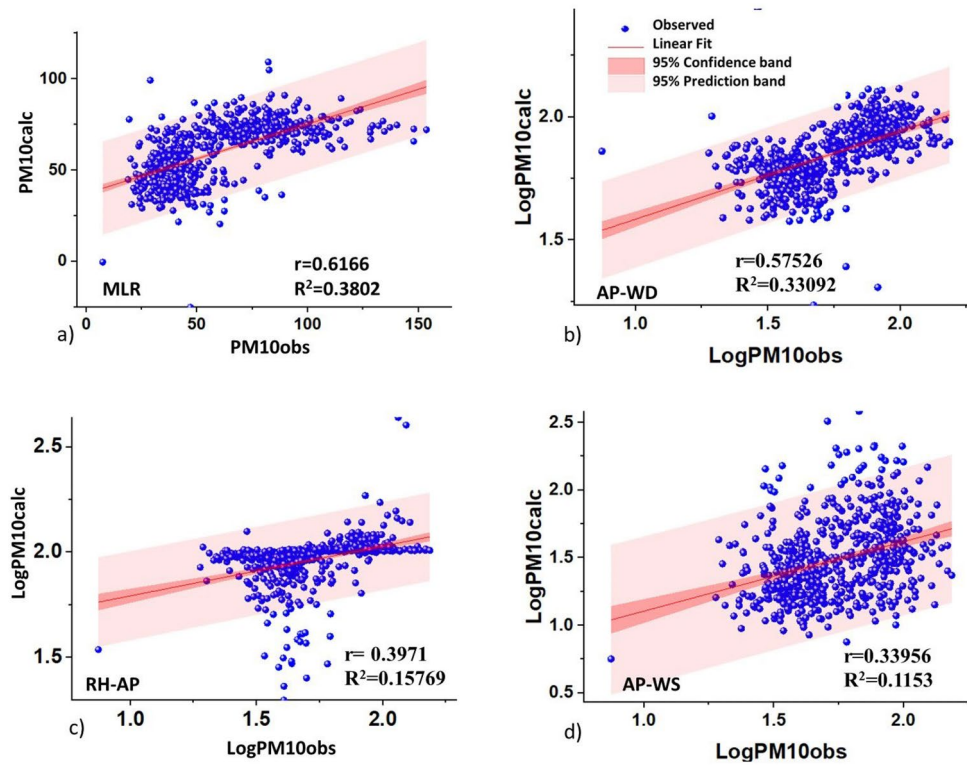 100
50
0
PM10calc
r=0.6166
R²=0.3802
MLR
0
50
100
150
a)
PM10obs
Observed
Linear Fit
95% Confidence band
95% Prediction band
2.0
1.5
LogPM10calc
r=0.57526
R²=0.33092
AP-WD
1.0
1.5
2.0
b)
LogPM10obs
2.5
2.0
1.5
LogPM10calc
r= 0.3971
R²=0.15769
RH-AP
1.0
1.5
2.0
c)
LogPM10obs
2.5
2.0
1.5
1.0
0.5
LogPM10calc
r=0.33956
R²=0.1153
AP-WS
1.0
1.5
2.0
d)
LogPM10obs